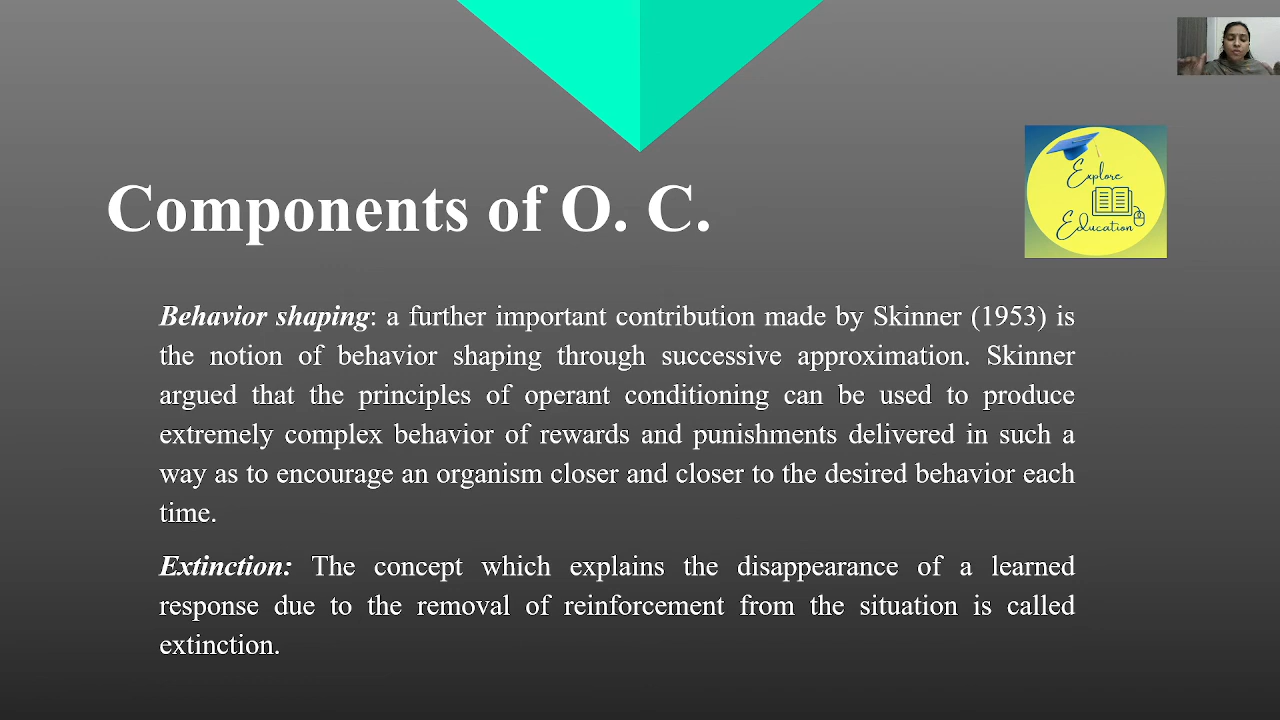 Components of O. C.
Explore
Education
Behavior shaping: a further important contribution made by Skinner (1953) is
the notion of behavior shaping through successive approximation. Skinner
argued that the principles of operant conditioning can be used to produce
extremely complex behavior of rewards and punishments delivered in such a
way as to encourage an organism closer and closer to the desired behavior each
time.
Extinction: The concept which explains the disappearance of a learned
response due to the removal of reinforcement from the situation is called
extinction.